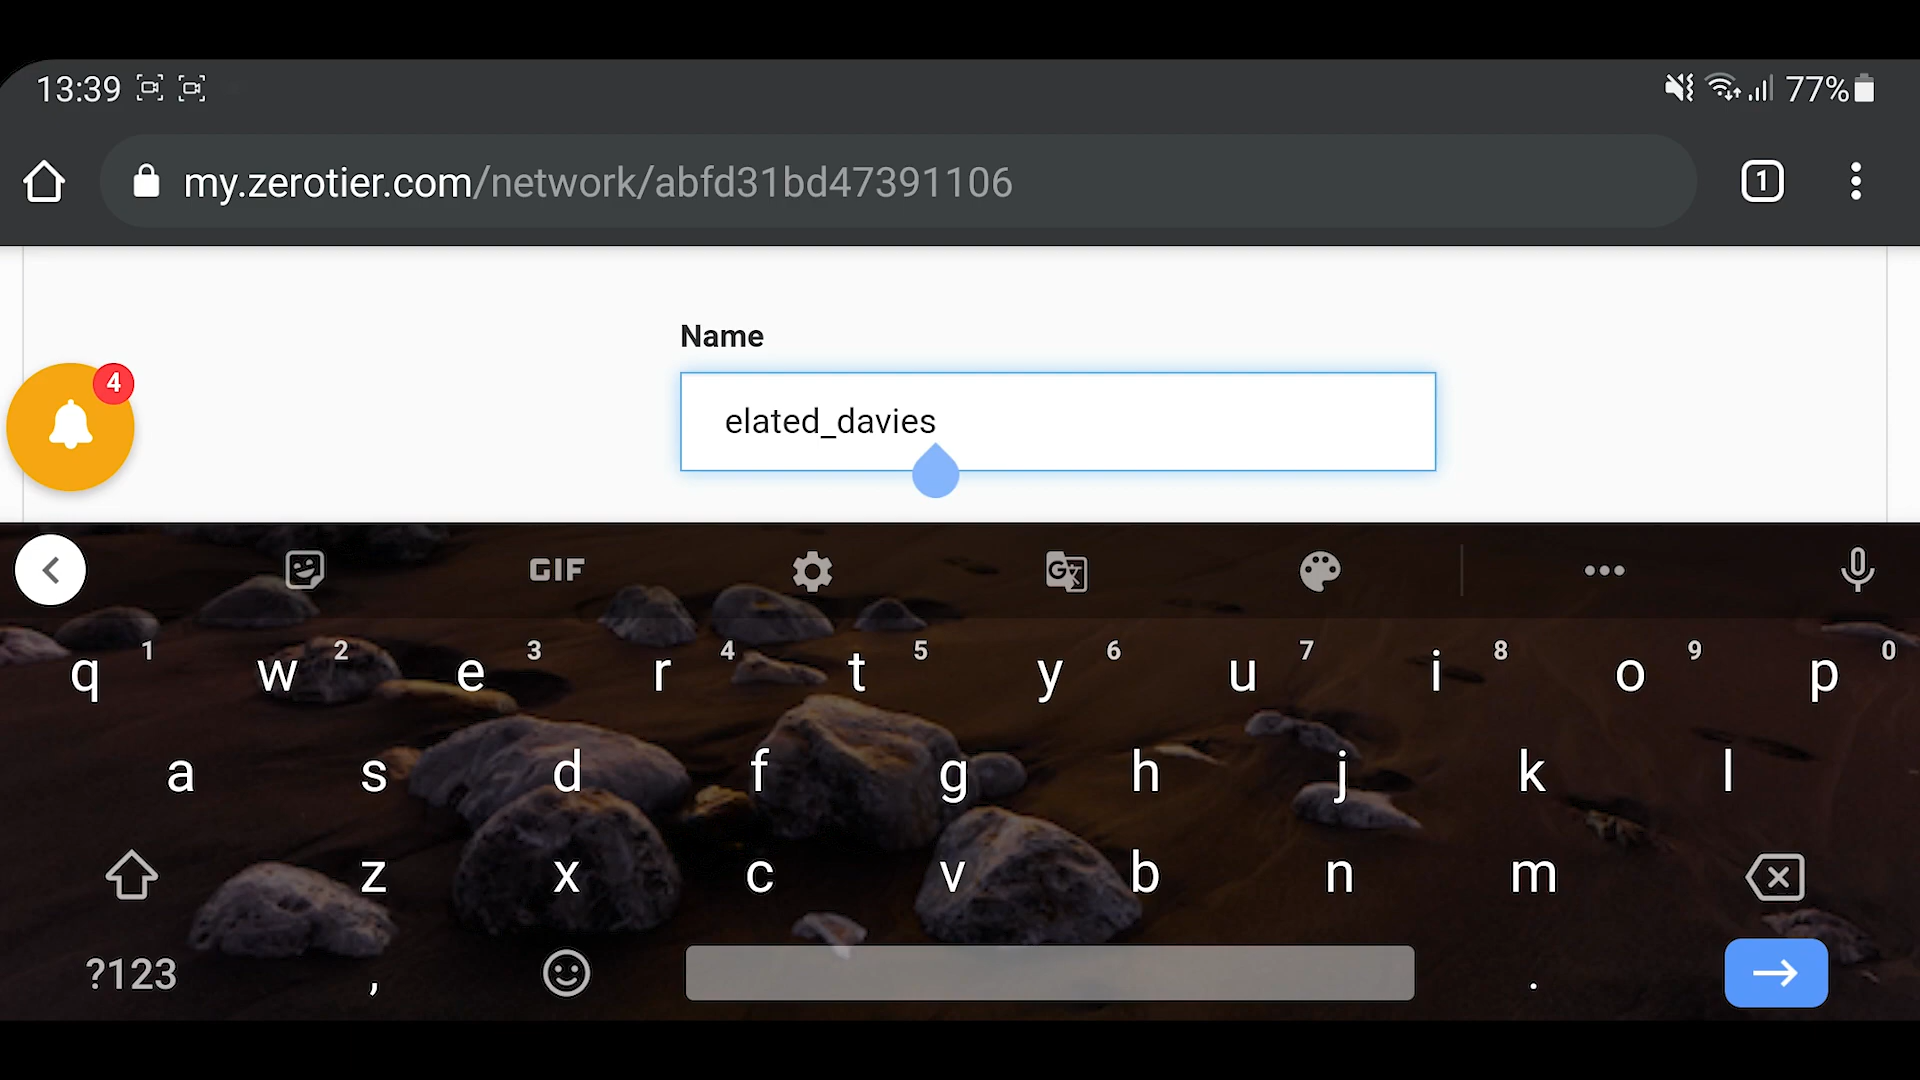 13:39 77%
my.zerotier.com/network/abfd31bd47391106 1
Name
4
elated_davies
GIF
q 1 w 2 e 3 r 4 t 5 y 6 u 7 i 8 o 9 p 0
a s d f g h j k l
z x c v b n m
?123 , .